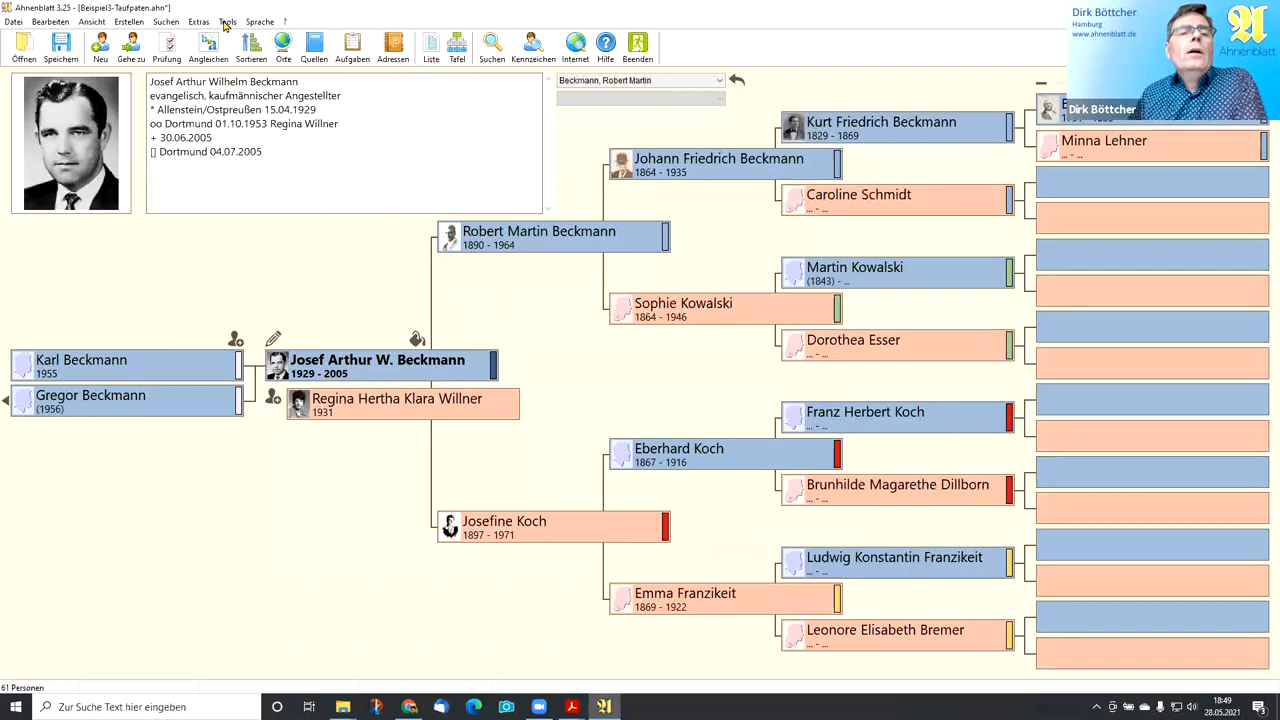 Ahnenblatt 3.25 - [Beispiel3-Taufpaten.ahn*]
Datei Bearbeiten Ansicht Erstellen Suchen Extras Tools Sprache ?
Öffnen Speichern Neu Gehe zu Prüfung Angleichen Sortieren Orte Quellen Aufgaben Adressen Liste Tafel Suchen Kennzeichen Internet Hilfe Beenden
Dirk Böttcher
Hamburg
www.ahnenblatt.de
Ahnenblatt
Dirk Böttcher
Josef Arthur Wilhelm Beckmann
evangelisch, kaufmännischer Angestellter
* Allenstein/Ostpreußen 15.04.1929
oo Dortmund 01.10.1953 Regina Willner
+ 30.06.2005
[] Dortmund 04.07.2005
Beckmann, Robert Martin
Karl Beckmann
1955
Gregor Beckmann
(1956)
Josef Arthur W. Beckmann
1929 - 2005
Regina Hertha Klara Willner
1931
Robert Martin Beckmann
1890 - 1964
Josefine Koch
1897 - 1971
Johann Friedrich Beckmann
1864 - 1935
Sophie Kowalski
1864 - 1946
Eberhard Koch
1867 - 1916
Emma Franzikeit
1869 - 1922
Kurt Friedrich Beckmann
1829 - 1869
Caroline Schmidt
... - ...
Martin Kowalski
(1843) - ...
Dorothea Esser
... - ...
Franz Herbert Koch
... - ...
Brunhilde Magarethe Dillborn
... - ...
Ludwig Konstantin Franzikeit
... - ...
Leonore Elisabeth Bremer
... - ...
Minna Lehner
... - ...
61 Personen
Zur Suche Text hier eingeben
18:49
28.05.2021